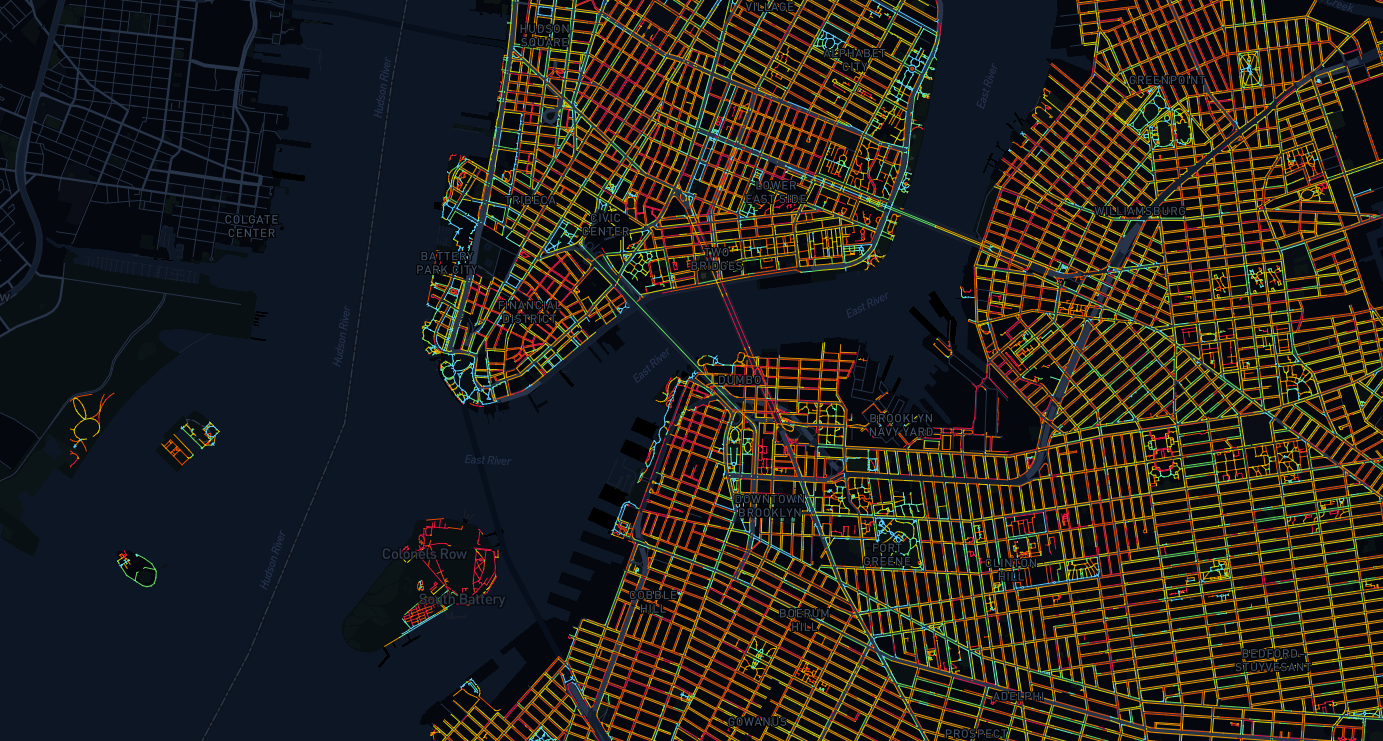 VILLAGE
Creek
HUDSON
SQUARE
ALPHABET
CITY
Hudson River
East River
GREENPOINT
LOWER
EAST SIDE
TRIBECA
WILLIAMSBURG
COLGATE
CENTER
CIVIC
CENTER
BATTERY
PARK CITY
TWO
BRIDGES
FINANCIAL
DISTRICT
East River
Hudson River
East River
DUMBO
BROOKLYN
NAVY YARD
East River
DOWNTOWN
BROOKLYN
Colonels Row
FORT
GREENE
CLINTON
HILL
Hudson River
South Battery
COBBLE
HILL
BOERUM
HILL
BEDFORD-
STUYVESANT
ADELPHI
GOWANUS
PROSPECT